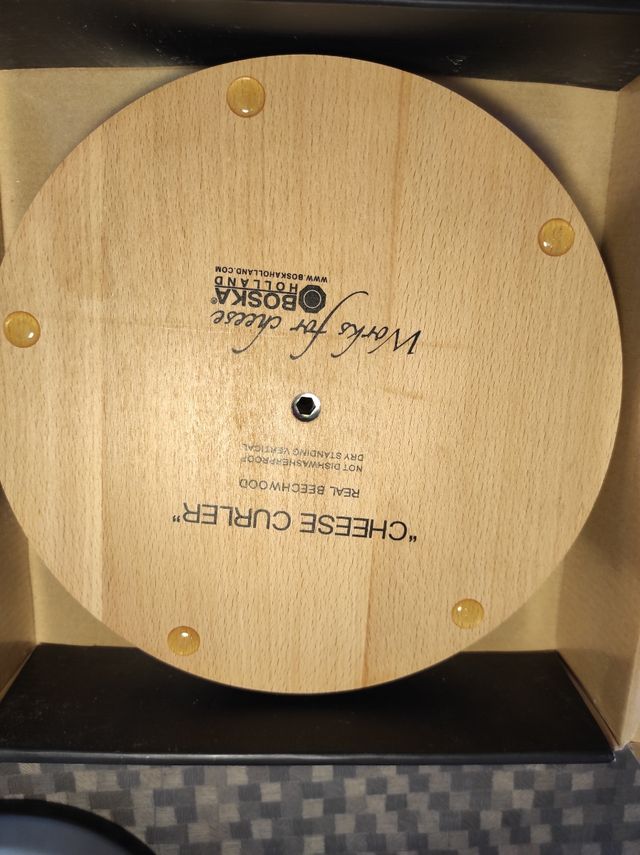 "CHEESE CURLER"
REAL BEECHWOOD
NOT DISHWASHERPROOF
DRY STANDING VERTICAL
Works for cheese
BOSKA®
HOLLAND
WWW.BOSKAHOLLAND.COM